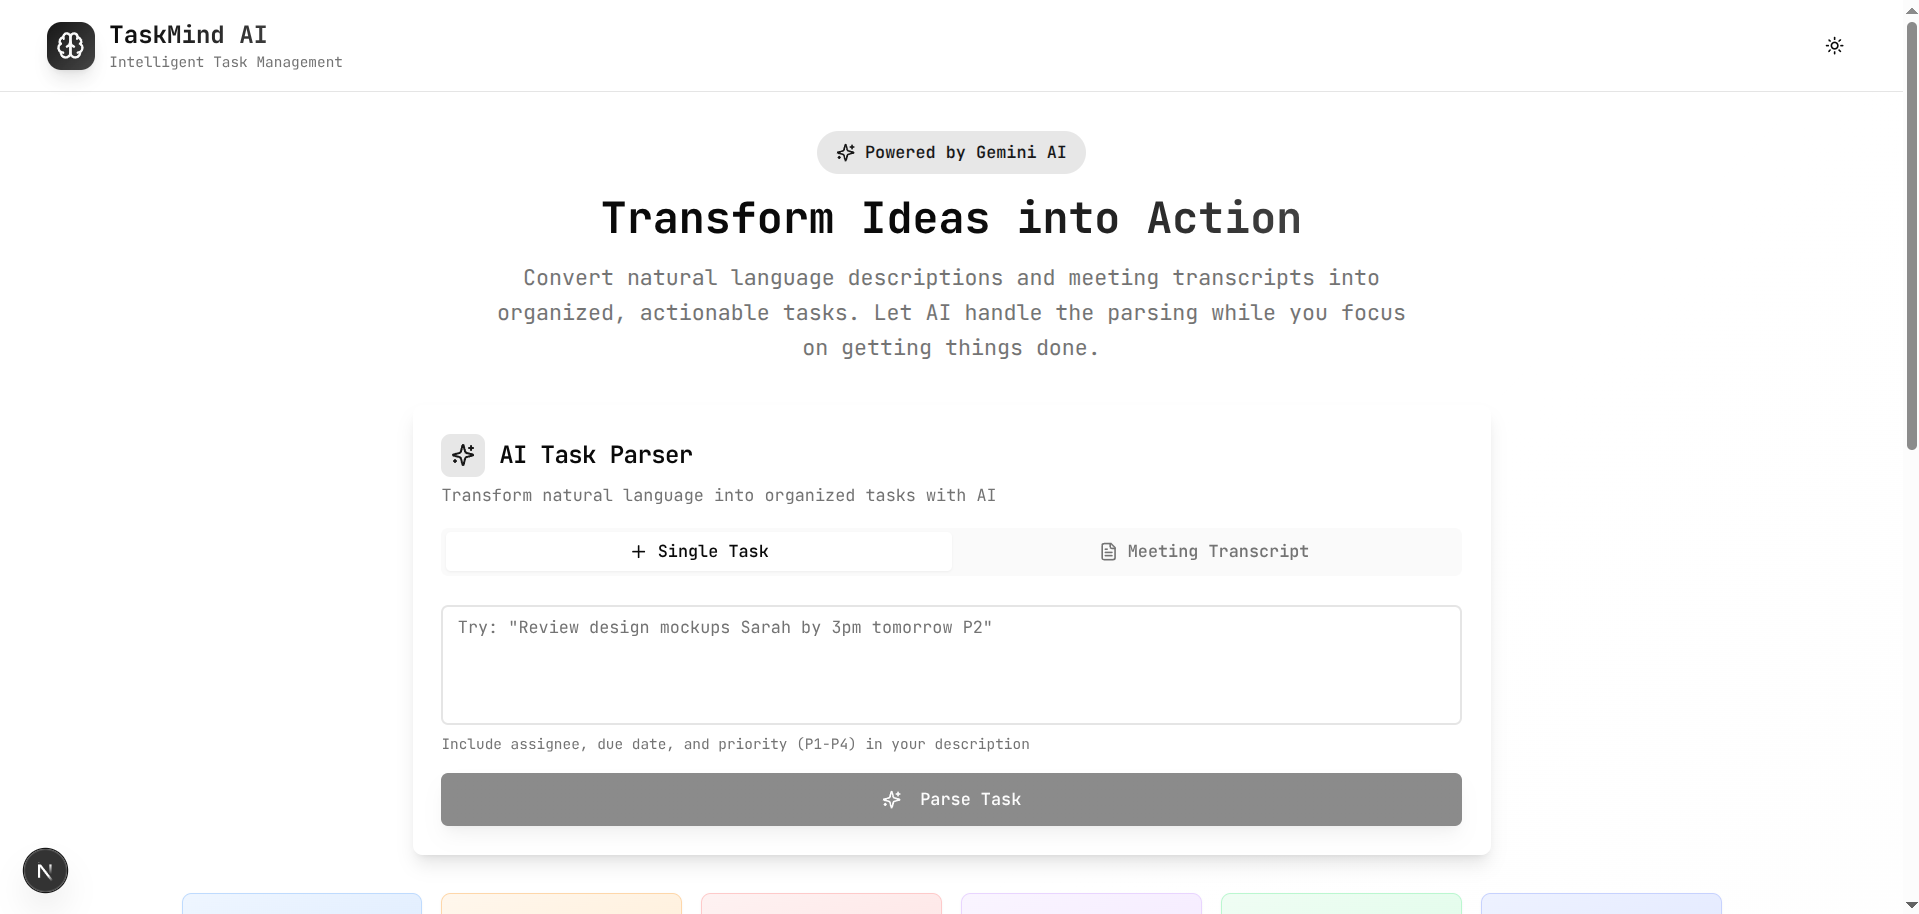 TaskMind AI
Intelligent Task Management
Powered by Gemini AI
Transform Ideas into Action
Convert natural language descriptions and meeting transcripts into
organized, actionable tasks. Let AI handle the parsing while you focus
on getting things done.
AI Task Parser
Transform natural language into organized tasks with AI
Single Task
Meeting Transcript
Try: "Review design mockups Sarah by 3pm tomorrow P2"
Include assignee, due date, and priority (P1-P4) in your description
Parse Task
N